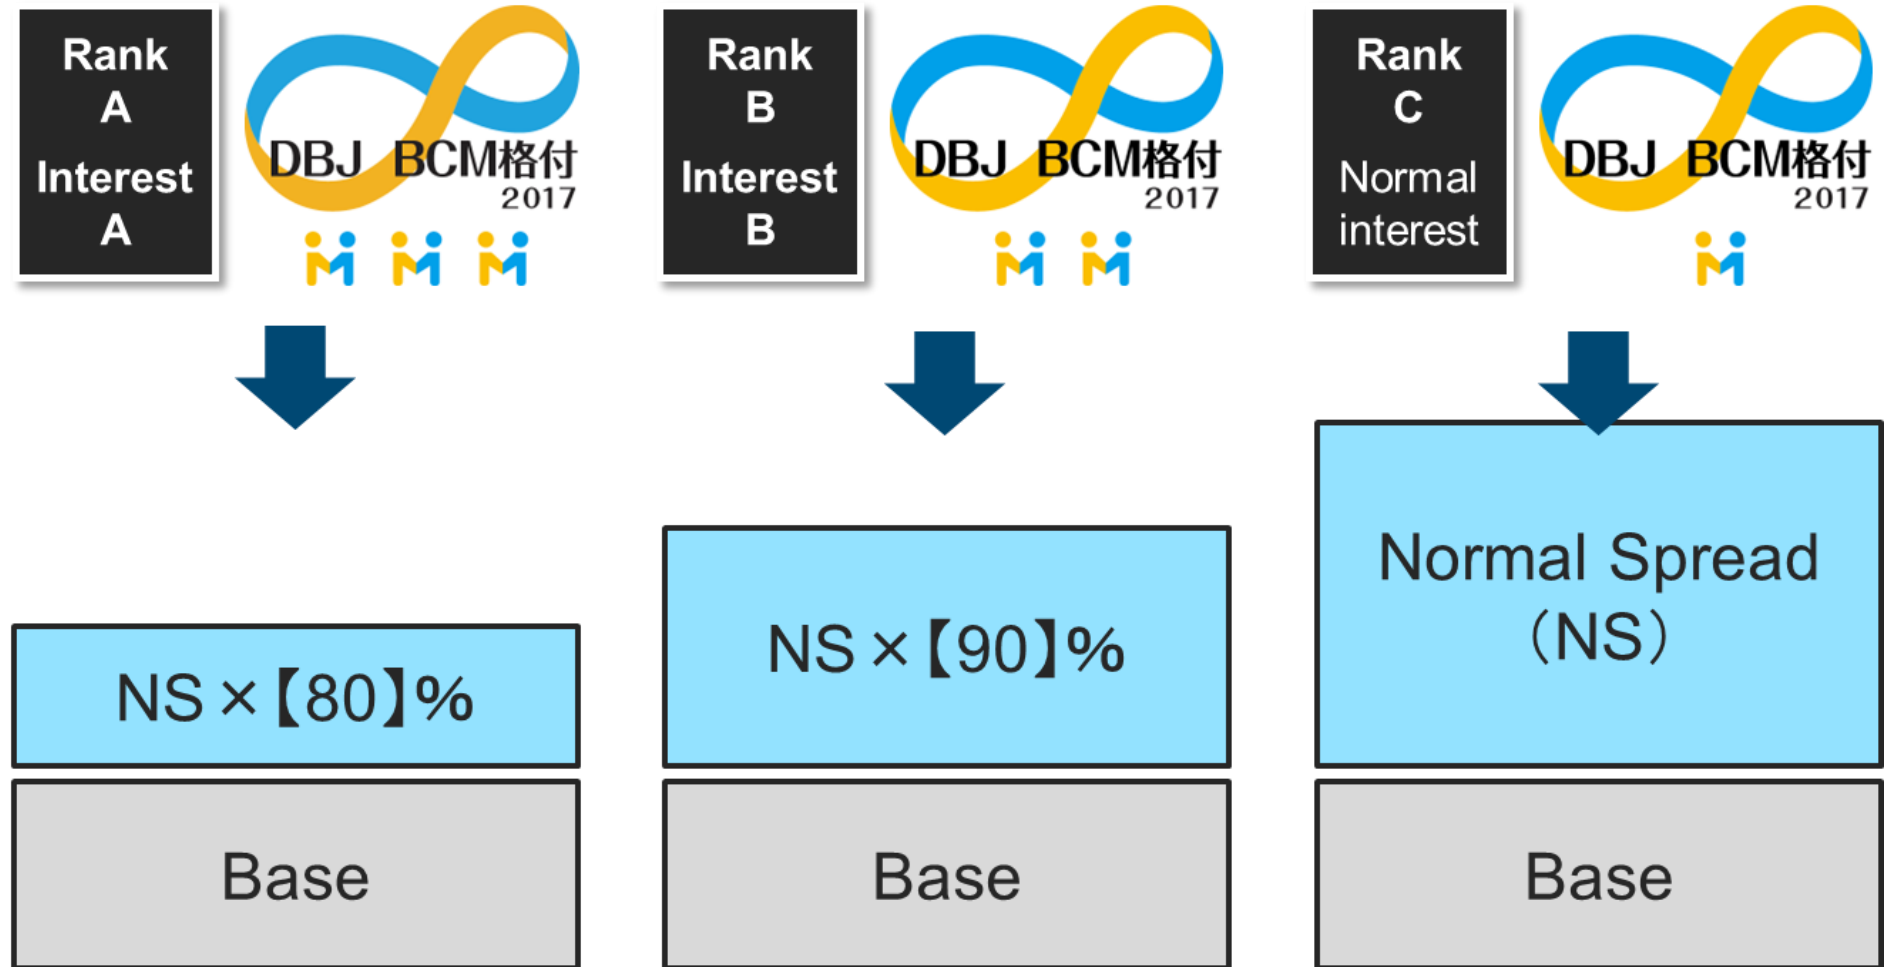 Rank
A
Interest
A
DBJ BCM格付
2017
Rank
B
Interest
B
DBJ BCM格付
2017
Rank
C
Normal
interest
DBJ BCM格付
2017
NS×【80】%
Base
NS×【90】%
Base
Normal Spread
（NS）
Base